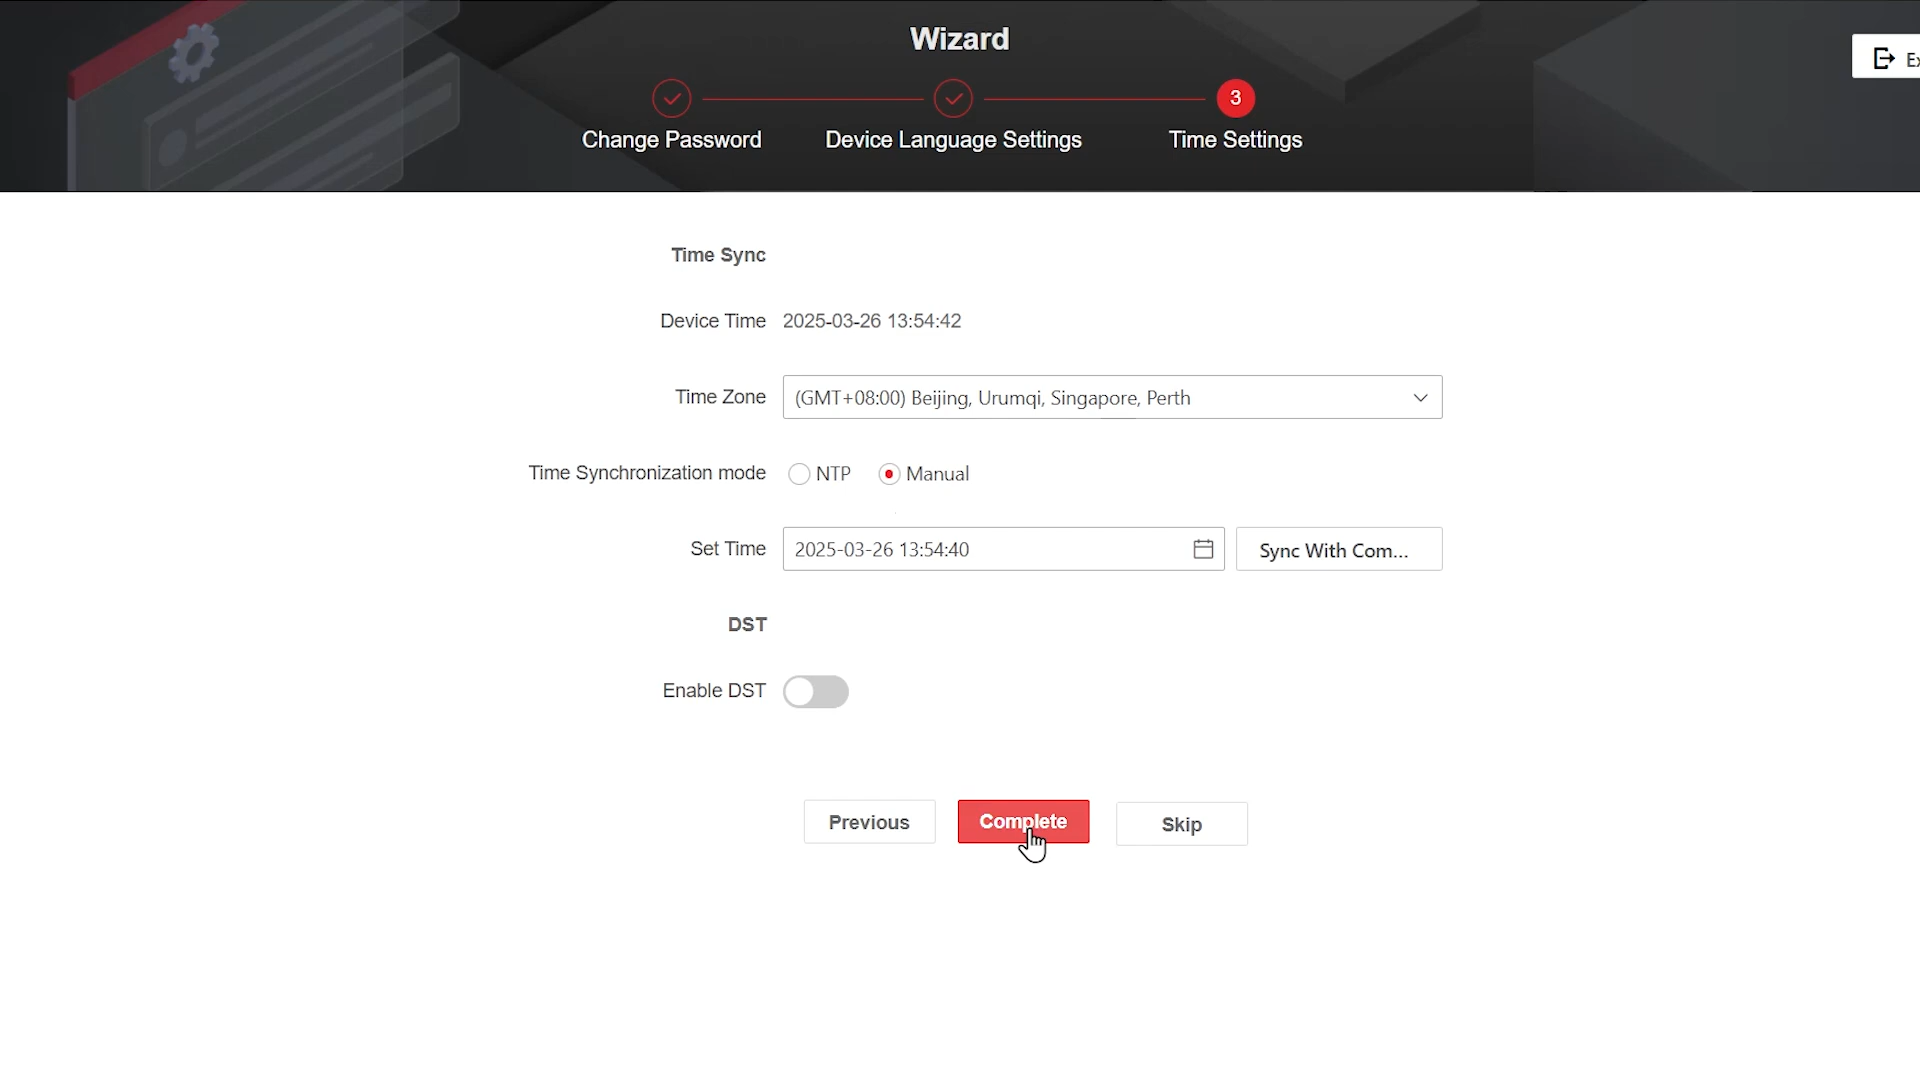 Wizard
Ex
3
Change Password
Device Language Settings
Time Settings
Time Sync
Device Time 2025-03-26 13:54:42
Time Zone (GMT+08:00) Beijing, Urumqi, Singapore, Perth
Time Synchronization mode NTP Manual
Set Time 2025-03-26 13:54:40 Sync With Com...
DST
Enable DST
Previous Complete Skip